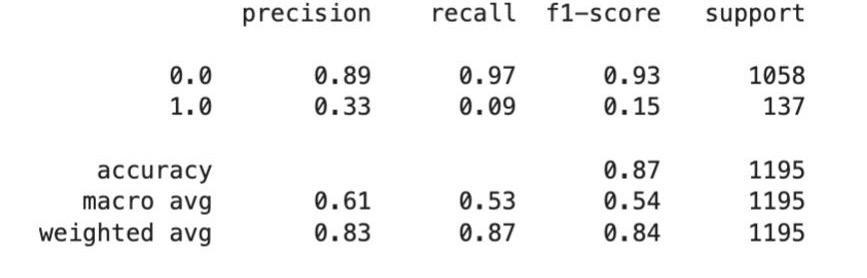 precision recall f1-score support
0.0 0.89 0.97 0.93 1058
1.0 0.33 0.09 0.15 137
accuracy 0.87 1195
macro avg 0.61 0.53 0.54 1195
weighted avg 0.83 0.87 0.84 1195